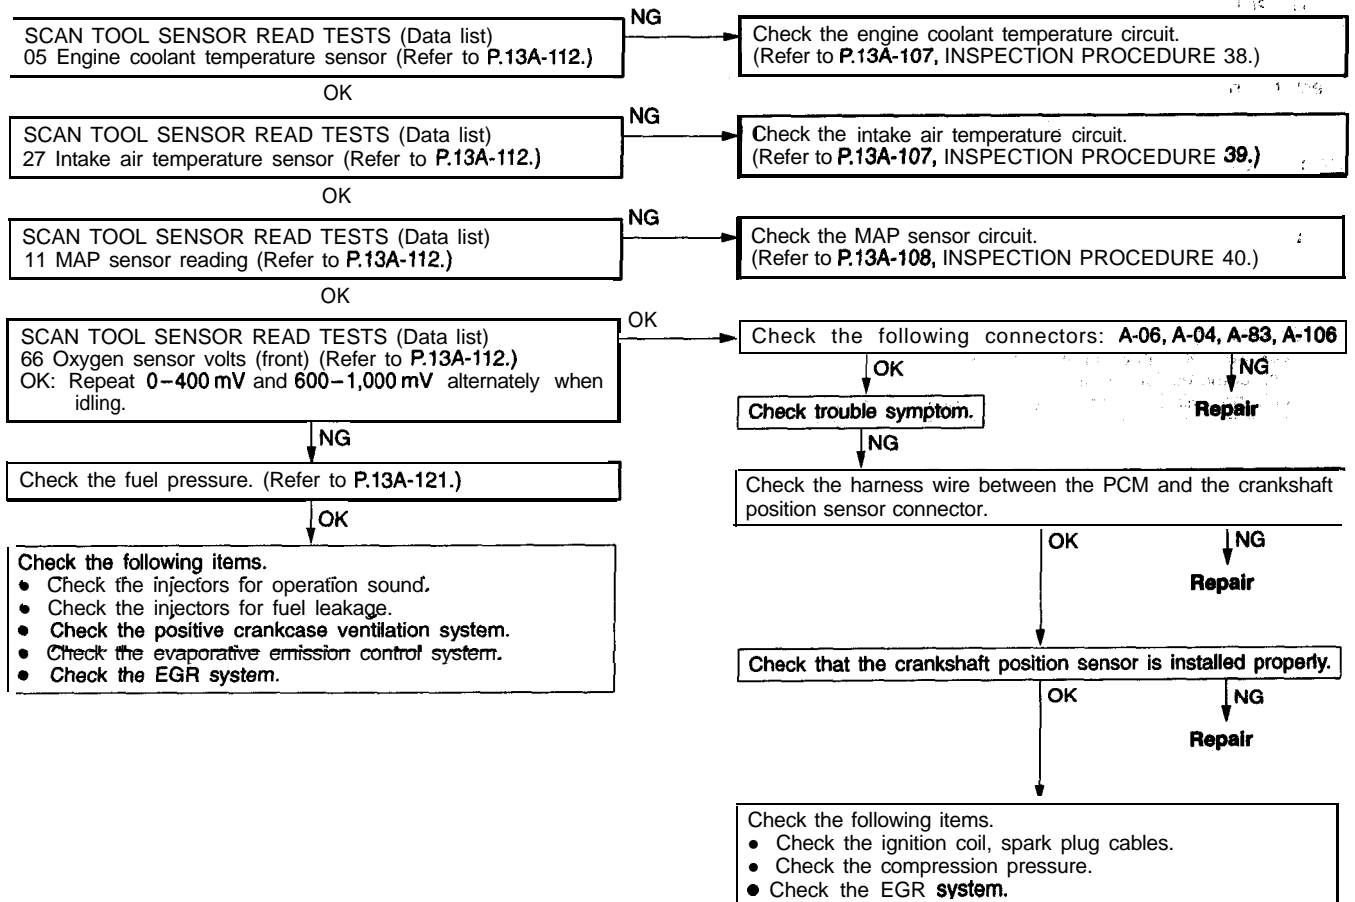 SCAN TOOL SENSOR READ TESTS (Data list)
05 Engine coolant temperature sensor (Refer to P.13A-112.)
NG
Check the engine coolant temperature circuit.
(Refer to P.13A-107, INSPECTION PROCEDURE 38.)
OK
SCAN TOOL SENSOR READ TESTS (Data list)
27 Intake air temperature sensor (Refer to P.13A-112.)
NG
Check the intake air temperature circuit.
(Refer to P.13A-107, INSPECTION PROCEDURE 39.)
OK
SCAN TOOL SENSOR READ TESTS (Data list)
11 MAP sensor reading (Refer to P.13A-112.)
NG
Check the MAP sensor circuit.
(Refer to P.13A-108, INSPECTION PROCEDURE 40.)
OK
SCAN TOOL SENSOR READ TESTS (Data list)
66 Oxygen sensor volts (front) (Refer to P.13A-112.)
OK: Repeat 0–400 mV and 600–1,000 mV alternately when
idling.
OK
Check the following connectors: A-06, A-04, A-83, A-106
OK
NG
Check trouble symptom.
Repair
NG
NG
Check the fuel pressure. (Refer to P.13A-121.)
Check the harness wire between the PCM and the crankshaft
position sensor connector.
OK
Check the following items.
• Check the injectors for operation sound.
• Check the injectors for fuel leakage.
• Check the positive crankcase ventilation system.
• Check the evaporative emission control system.
• Check the EGR system.
OK
NG
Repair
Check that the crankshaft position sensor is installed properly.
OK
NG
Repair
Check the following items.
• Check the ignition coil, spark plug cables.
• Check the compression pressure.
• Check the EGR system.